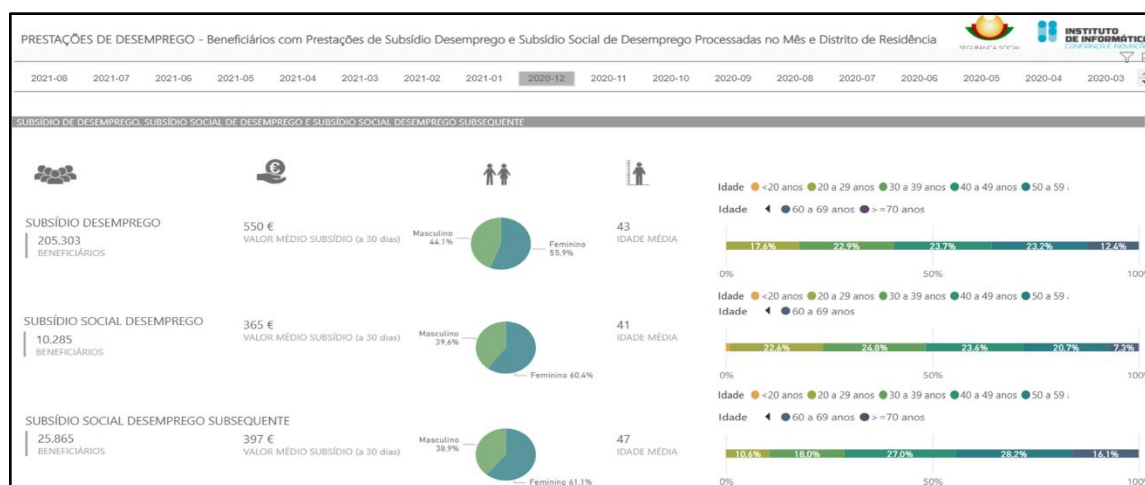 PRESTAÇÕES DE DESEMPREGO - Beneficiários com Prestações de Subsídio Desemprego e Subsídio Social de Desemprego Processadas no Mês e Distrito de Residência
SEGURANÇA SOCIAL
INSTITUTO
DE INFORMÁTICA
CONFIANÇA E INOVAÇÃO
2021-08 2021-07 2021-06 2021-05 2021-04 2021-03 2021-02 2021-01 2020-12 2020-11 2020-10 2020-09 2020-08 2020-07 2020-06 2020-05 2020-04 2020-03
SUBSÍDIO DE DESEMPREGO, SUBSÍDIO SOCIAL DE DESEMPREGO E SUBSÍDIO SOCIAL DESEMPREGO SUBSEQUENTE
Idade <20 anos 20 a 29 anos 30 a 39 anos 40 a 49 anos 50 a 59 .
Idade 60 a 69 anos >=70 anos
SUBSÍDIO DESEMPREGO
205.303
BENEFICIÁRIOS
550 €
VALOR MÉDIO SUBSÍDIO (a 30 dias)
Masculino
44.1%
Feminino
55.9%
43
IDADE MÉDIA
17.6% 22.9% 23.7% 23.2% 12.4%
0% 50% 100%
Idade <20 anos 20 a 29 anos 30 a 39 anos 40 a 49 anos 50 a 59 .
Idade 60 a 69 anos
SUBSÍDIO SOCIAL DESEMPREGO
10.285
BENEFICIÁRIOS
365 €
VALOR MÉDIO SUBSÍDIO (a 30 dias)
Masculino
39.6%
Feminino 60.4%
41
IDADE MÉDIA
22.6% 24.8% 23.6% 20.7% 7.3%
0% 50% 100%
Idade <20 anos 20 a 29 anos 30 a 39 anos 40 a 49 anos 50 a 59 .
Idade 60 a 69 anos >=70 anos
SUBSÍDIO SOCIAL DESEMPREGO SUBSEQUENTE
25.865
BENEFICIÁRIOS
397 €
VALOR MÉDIO SUBSÍDIO (a 30 dias)
Masculino
38.9%
Feminino 61.1%
47
IDADE MÉDIA
10.6% 18.0% 27.0% 28.2% 16.1%
0% 50% 100%